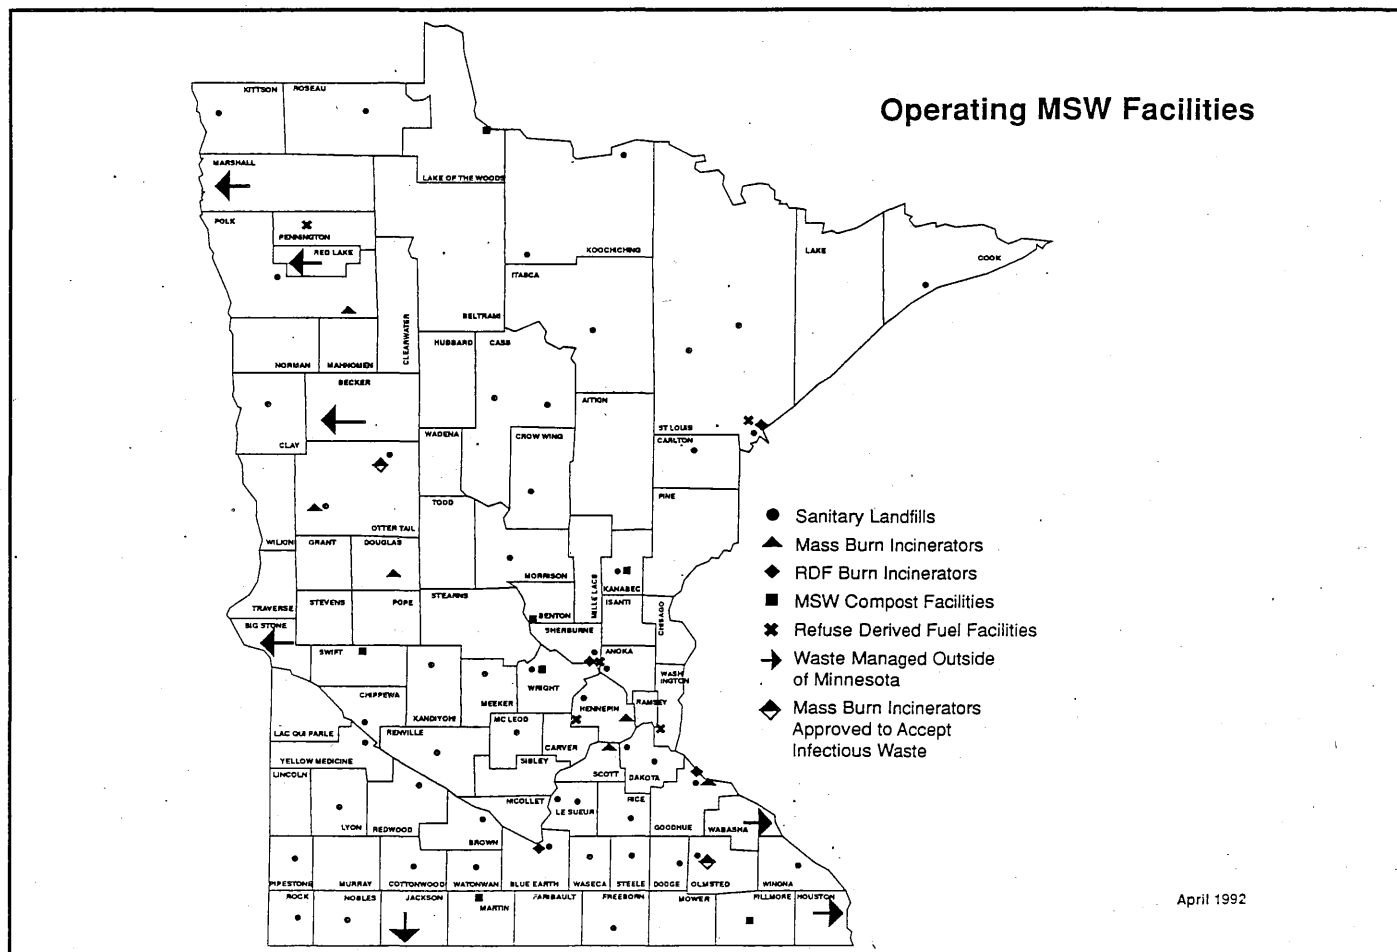 Operating MSW Facilities
KITTSON
ROSEAU
MARSHALL
LAKE OF THE WOODS
POLK
PENNINGTON
RED LAKE
KOOCHICHING
LAKE
COOK
ITASCA
BELTRAMI
CLEARWATER
HUBBARD
CASS
NORMAN
MAHNOMEN
BECKER
AITKIN
CLAY
WADENA
CROW WING
ST LOUIS
CARLTON
PINE
TODD
OTTER TAIL
WILKIN
GRANT
DOUGLAS
MORRISON
MILLE LACS
KANABEC
TRAVERSE
STEVENS
POPE
STEARNS
BENTON
ISANTI
CHISAGO
BIG STONE
SHERBURNE
SWIFT
ANOKA
WASH
INGTON
CHIPPEWA
KANDIYOHI
MEEKER
WRIGHT
HENNEPIN
RAMSEY
LAC QUI PARLE
RENVILLE
MC LEOD
CARVER
YELLOW MEDICINE
SIBLEY
SCOTT
DAKOTA
LINCOLN
LYON
REDWOOD
NICOLLET
LE SUEUR
RICE
GOODHUE
WABASHA
BROWN
PIPESTONE
MURRAY
COTTONWOOD
WATONWAN
BLUE EARTH
WASECA
STEELE
DODGE
OLMSTED
WINONA
ROCK
NOBLES
JACKSON
MARTIN
FARIBAULT
FREEBORN
MOWER
FILLMORE
HOUSTON
Sanitary Landfills
Mass Burn Incinerators
RDF Burn Incinerators
MSW Compost Facilities
Refuse Derived Fuel Facilities
Waste Managed Outside
of Minnesota
Mass Burn Incinerators
Approved to Accept
Infectious Waste
April 1992